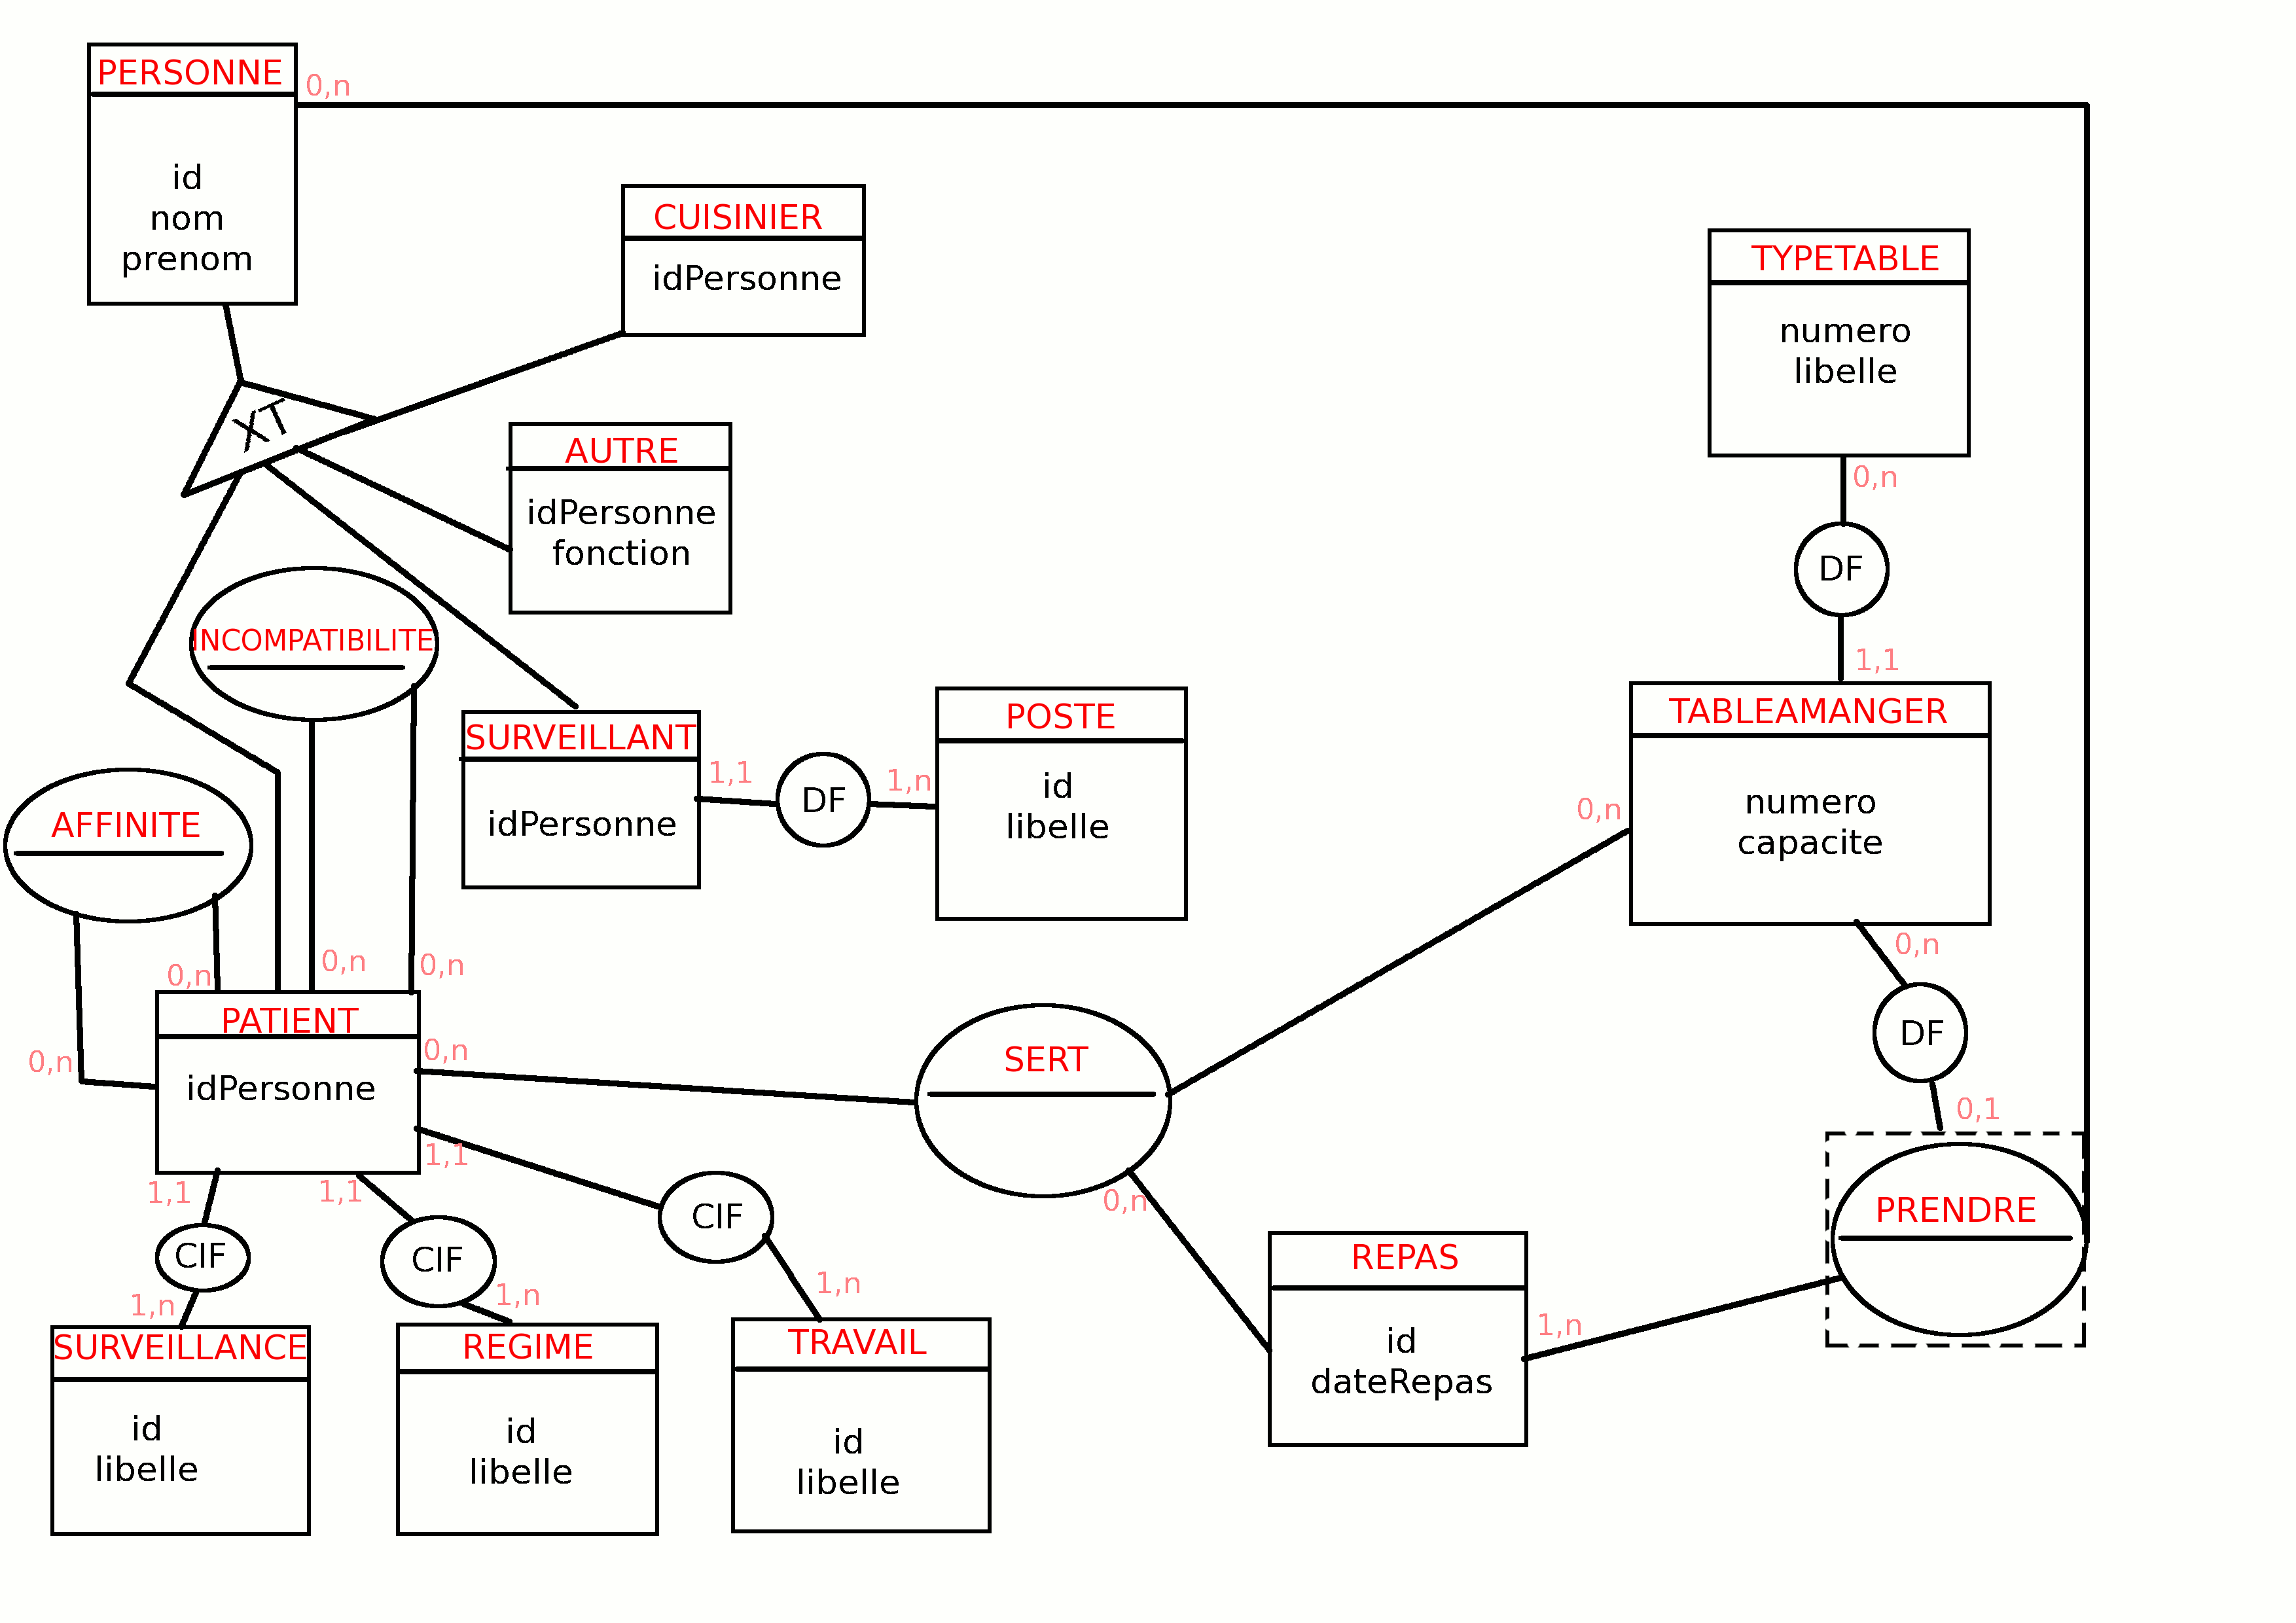 PERSONNE
0,n
id
nom
prenom
CUISINIER
idPersonne
TYPETABLE
numero
libelle
0,n
XT
AUTRE
idPersonne
fonction
DF
INCOMPATIBILITE
1,1
SURVEILLANT
idPersonne
1,1
DF
1,n
POSTE
id
libelle
TABLEAMANGER
numero
capacite
0,n
0,n
AFFINITE
0,n
0,n
0,n
0,n
PATIENT
idPersonne
0,n
1,1
1,1
1,1
SERT
0,n
DF
0,1
PRENDRE
CIF
CIF
CIF
1,n
1,n
1,n
REPAS
id
dateRepas
1,n
SURVEILLANCE
id
libelle
REGIME
id
libelle
TRAVAIL
id
libelle